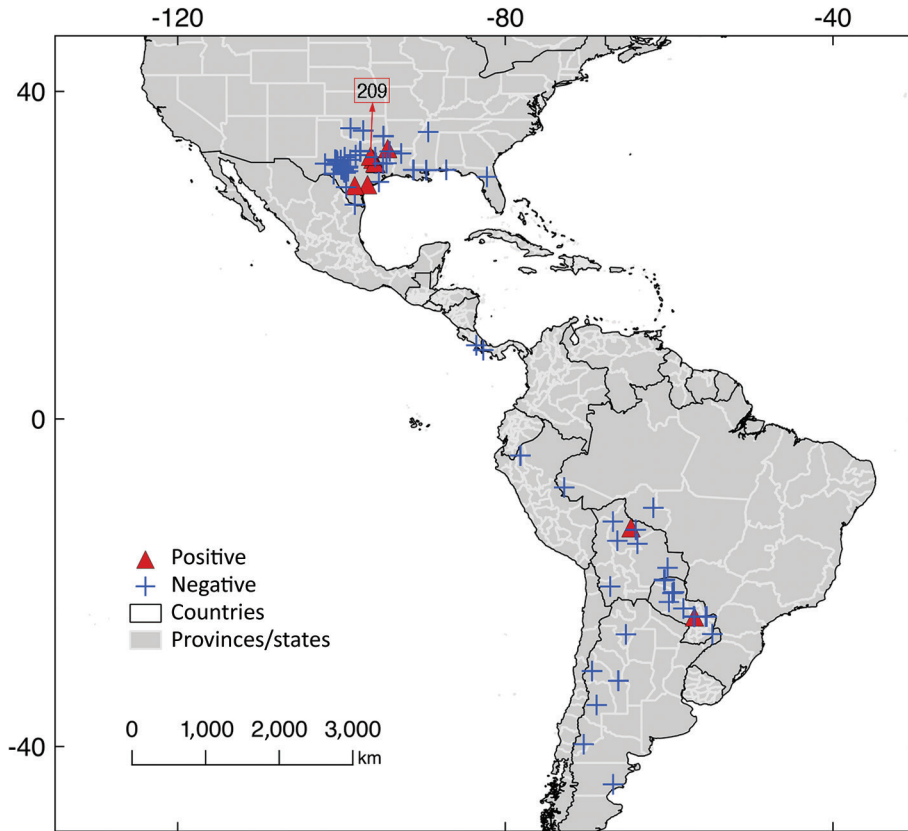 -120 -80 -40
40
209
0
Positive
Negative
Countries
Provinces/states
0 1,000 2,000 3,000
km
-40